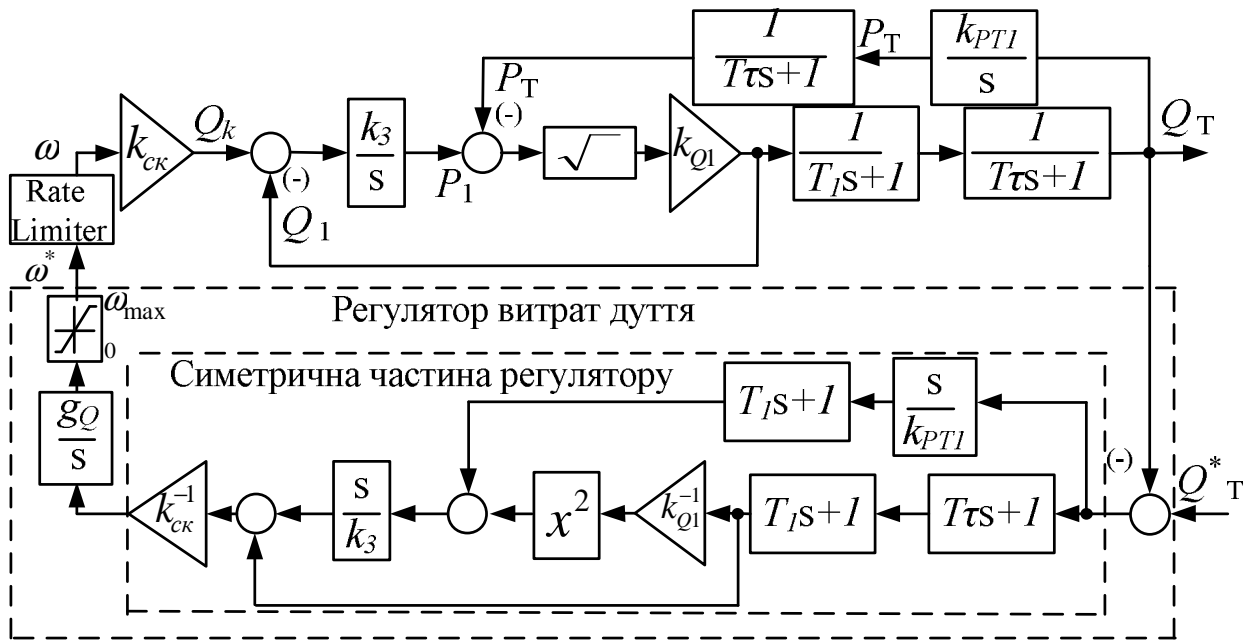 1
Tτs+1
P_T
k_PT1
s
P_T
(-)
ω
k_ск
Q_k
(-)
k_3
s
P_1
√
k_Q1
1
T_1s+1
1
Tτs+1
Q_T
Rate
Limiter
Q_1
ω*
ω_max
0
Регулятор витрат дуття
Симетрична частина регулятору
T_1s+1
s
k_PT1
(-)
Q*_T
g_Q
s
k_ск^-1
s
k_3
x^2
k_Q1^-1
T_1s+1
Tτs+1